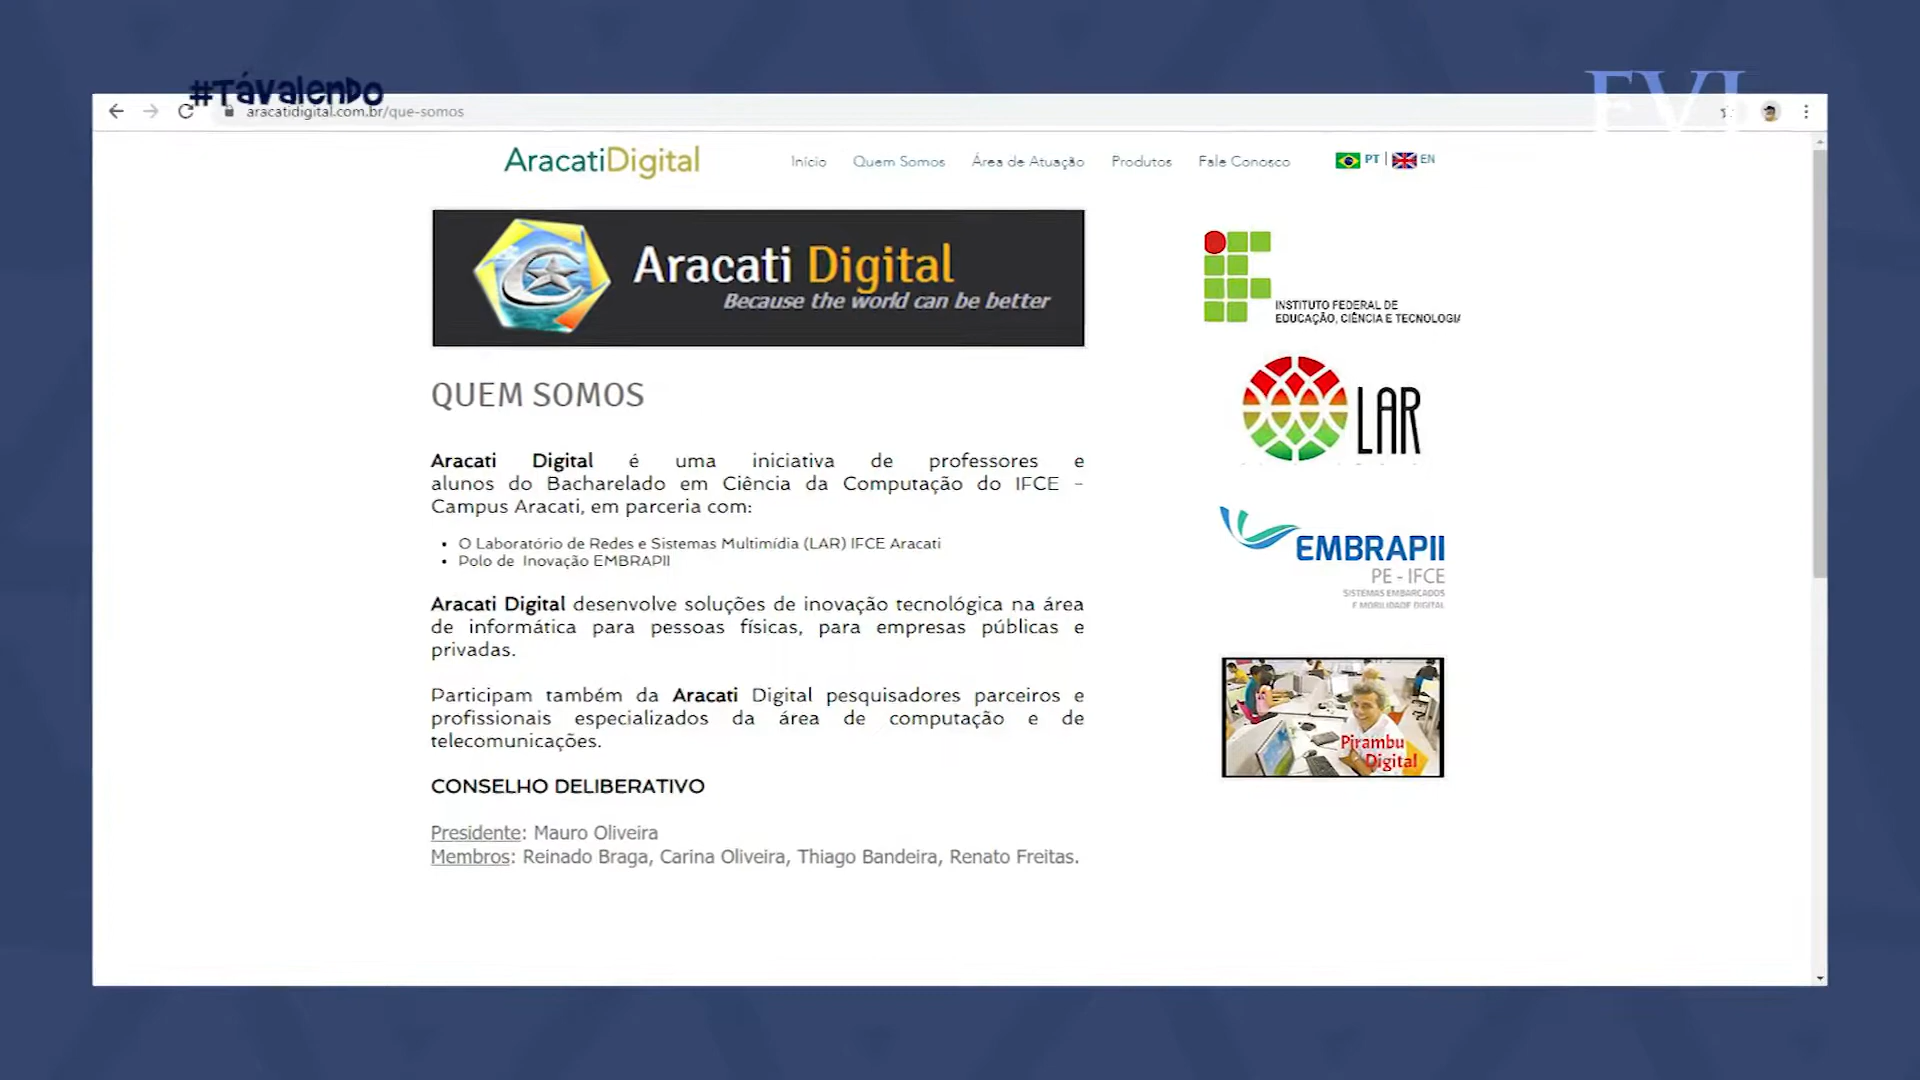 #Távalendo
FVJ
aracatidigital.com.br/que-somos
AracatiDigital
Início
Quem Somos
Área de Atuação
Produtos
Fale Conosco
PT | EN
Aracati Digital
Because the world can be better
INSTITUTO FEDERAL DE
EDUCAÇÃO, CIÊNCIA E TECNOLOGIA
LAR
EMBRAPII
PE - IFCE
SISTEMAS EMBARCADOS
E MOBILIDADE DIGITAL
Pirambu
Digital
QUEM SOMOS
Aracati Digital é uma iniciativa de professores e
alunos do Bacharelado em Ciência da Computação do IFCE –
Campus Aracati, em parceria com:
• O Laboratório de Redes e Sistemas Multimídia (LAR) IFCE Aracati
• Polo de Inovação EMBRAPII
Aracati Digital desenvolve soluções de inovação tecnológica na área
de informática para pessoas físicas, para empresas públicas e
privadas.
Participam também da Aracati Digital pesquisadores parceiros e
profissionais especializados da área de computação e de
telecomunicações.
CONSELHO DELIBERATIVO
Presidente: Mauro Oliveira
Membros: Reinado Braga, Carina Oliveira, Thiago Bandeira, Renato Freitas.